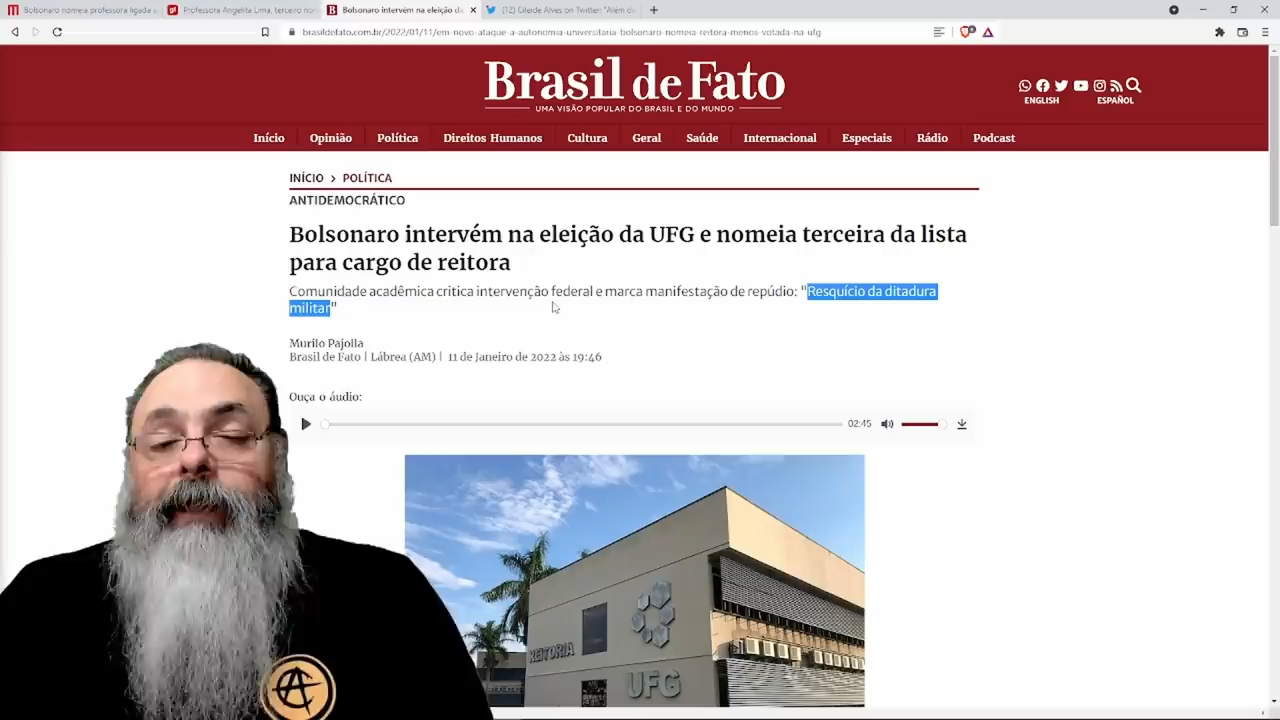 Bolsonaro nomeia professora ligada a
Professora Angelita Lima, terceiro no
Bolsonaro intervém na eleição da
(12) Gilerde Alves on Twitter: "Além di
brasildefato.com.br/2022/01/11/em-novo-ataque-a-autonomia-universitaria-bolsonaro-nomeia-reitora-menos-votada-na-ufg
Brasil de Fato
UMA VISÃO POPULAR DO BRASIL E DO MUNDO
ENGLISH
ESPAÑOL
Início Opinião Política Direitos Humanos Cultura Geral Saúde Internacional Especiais Rádio Podcast
INÍCIO > POLÍTICA
ANTIDEMOCRÁTICO
Bolsonaro intervém na eleição da UFG e nomeia terceira da lista
para cargo de reitora
Comunidade acadêmica critica intervenção federal e marca manifestação de repúdio: "Resquício da ditadura
militar"
Murilo Pajolla
Brasil de Fato | Lábrea (AM) | 11 de Janeiro de 2022 às 19:46
Ouça o áudio:
02:45
REITORIA
UFG